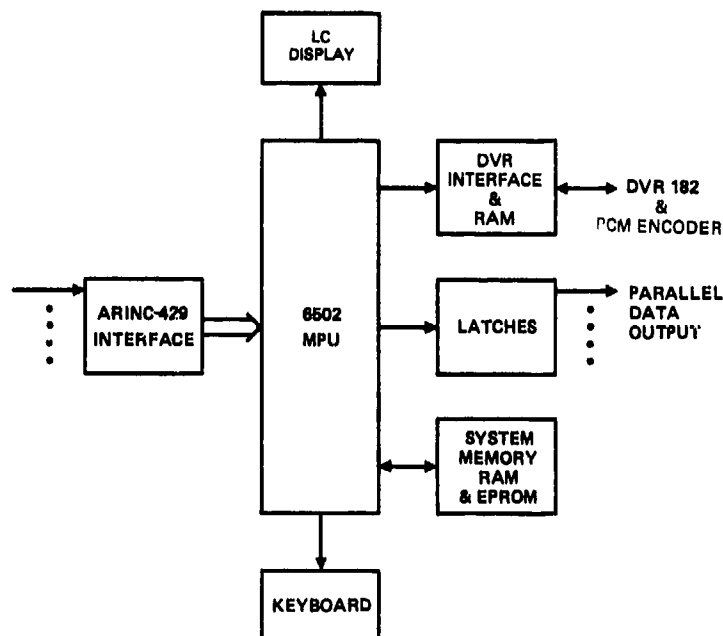 LC
DISPLAY
DVR
INTERFACE
&
RAM
DVR 182
&
PCM ENCODER
ARINC-429
INTERFACE
6502
MPU
LATCHES
PARALLEL
DATA
OUTPUT
SYSTEM
MEMORY
RAM
& EPROM
KEYBOARD